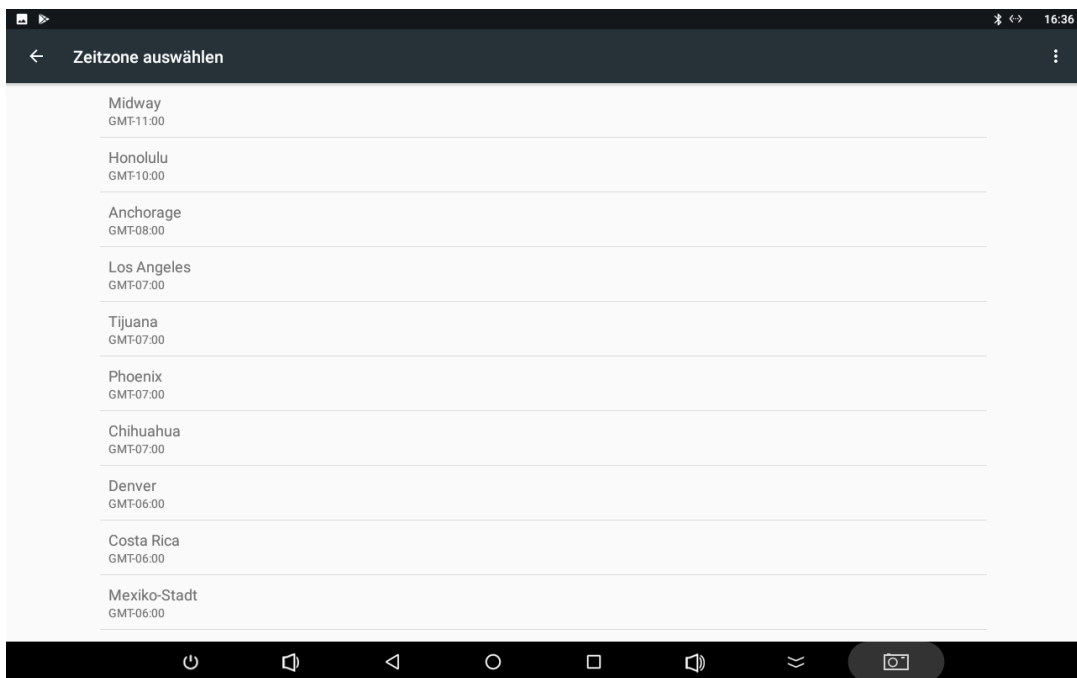 16:36
Zeitzone auswählen
Midway
GMT-11:00
Honolulu
GMT-10:00
Anchorage
GMT-08:00
Los Angeles
GMT-07:00
Tijuana
GMT-07:00
Phoenix
GMT-07:00
Chihuahua
GMT-07:00
Denver
GMT-06:00
Costa Rica
GMT-06:00
Mexiko-Stadt
GMT-06:00